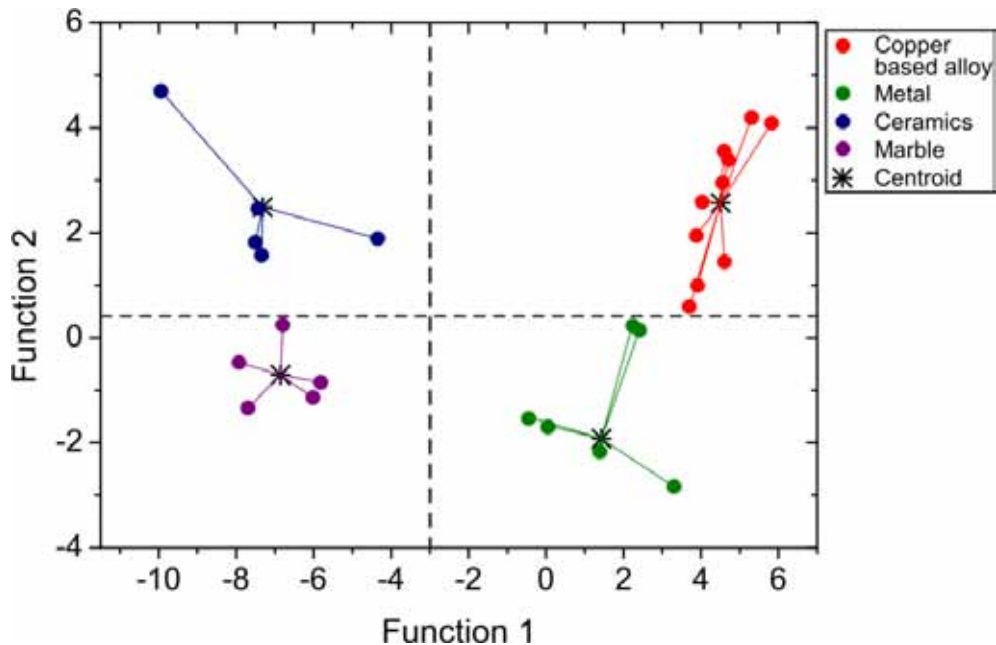 6
4
2
0
-2
-4
Function 2
-10 -8 -6 -4 -2 0 2 4 6
Function 1
Copper
based alloy
Metal
Ceramics
Marble
Centroid